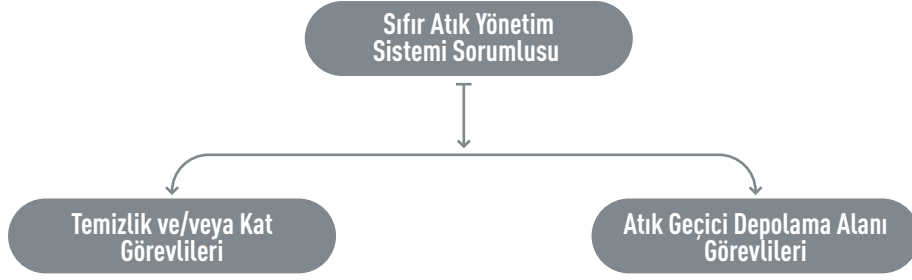 Sıfır Atık Yönetim
Sistemi Sorumlusu
Temizlik ve/veya Kat
Görevlileri
Atık Geçici Depolama Alanı
Görevlileri